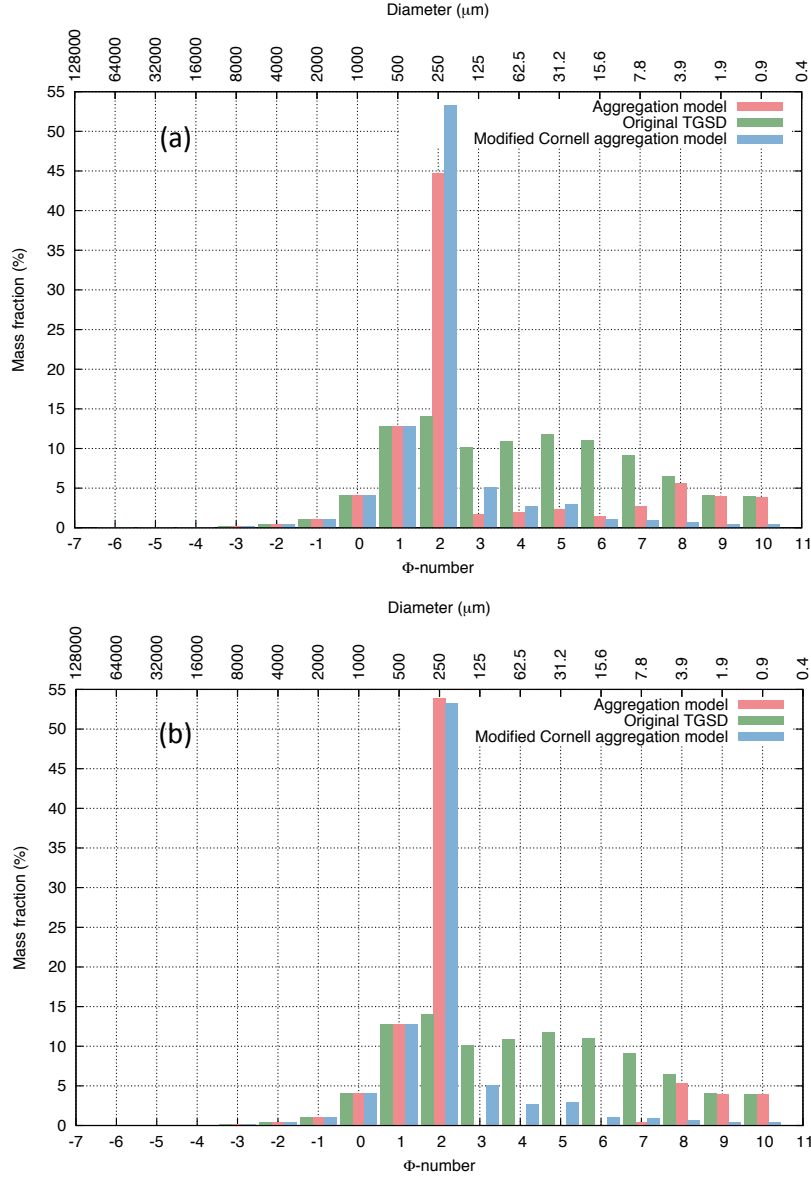 Diameter (μm)
128000 64000 32000 16000 8000 4000 2000 1000 500 250 125 62.5 31.2 15.6 7.8 3.9 1.9 0.9 0.4
55
50
45
40
35
30
25
20
15
10
5
0
Mass fraction (%)
(a)
Aggregation model
Original TGSD
Modified Cornell aggregation model
-7 -6 -5 -4 -3 -2 -1 0 1 2 3 4 5 6 7 8 9 10 11
Φ-number
Diameter (μm)
128000 64000 32000 16000 8000 4000 2000 1000 500 250 125 62.5 31.2 15.6 7.8 3.9 1.9 0.9 0.4
55
50
45
40
35
30
25
20
15
10
5
0
Mass fraction (%)
(b)
Aggregation model
Original TGSD
Modified Cornell aggregation model
-7 -6 -5 -4 -3 -2 -1 0 1 2 3 4 5 6 7 8 9 10 11
Φ-number